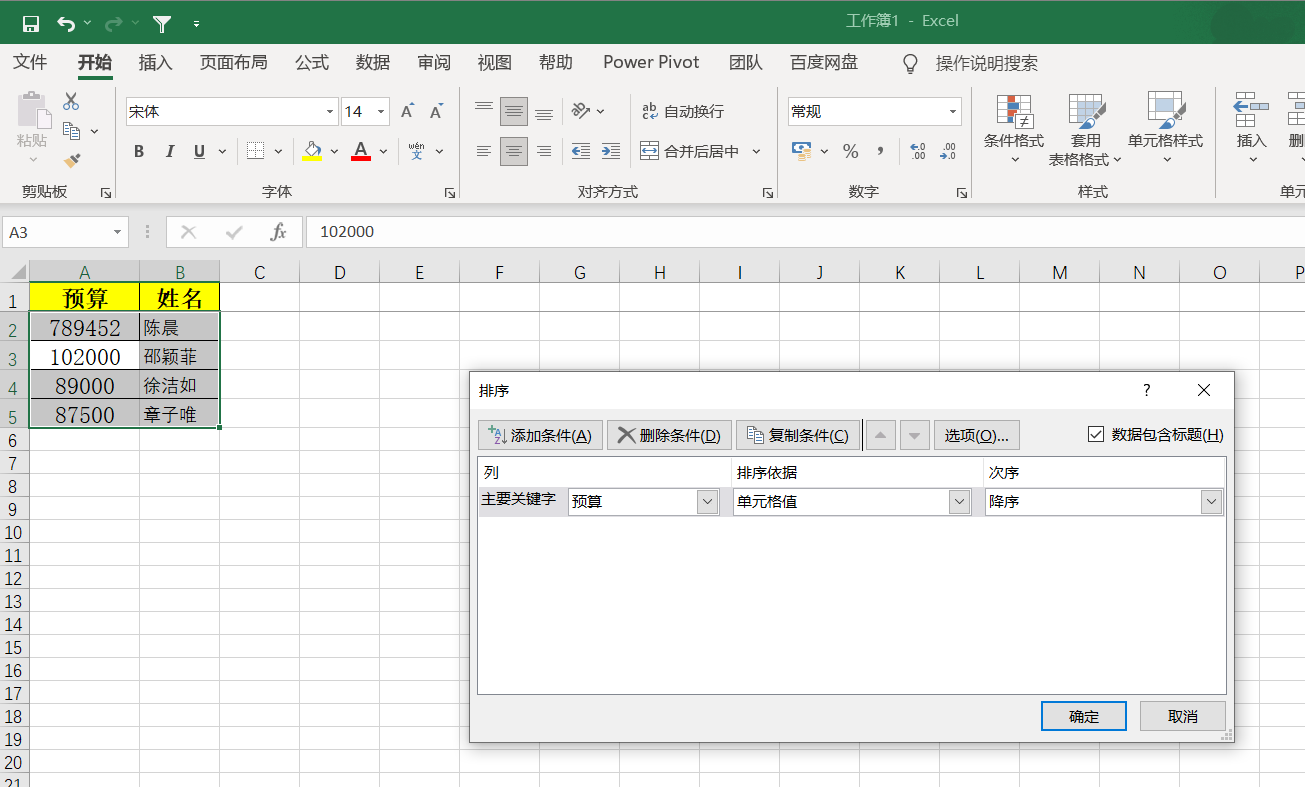 工作簿1 - Excel
文件 开始 插入 页面布局 公式 数据 审阅 视图 帮助 Power Pivot 团队 百度网盘 操作说明搜索
粘贴
剪贴板
宋体 14
B I U A wén 文
字体
ab 自动换行
合并后居中
对齐方式
常规
% , .00 .0
数字
条件格式 套用表格格式 单元格样式
样式
插入
A3 fx 102000
A B C D E F G H I J K L M N O P
1 预算 姓名
2 789452 陈晨
3 102000 邵颖菲
4 89000 徐洁如
5 87500 章子唯
6
7
8
9
10
11
12
13
14
15
16
17
18
19
20
21
排序 ?
添加条件(A) 删除条件(D) 复制条件(C) 选项(O)... 数据包含标题(H)
列 排序依据 次序
主要关键字 预算 单元格值 降序
确定 取消